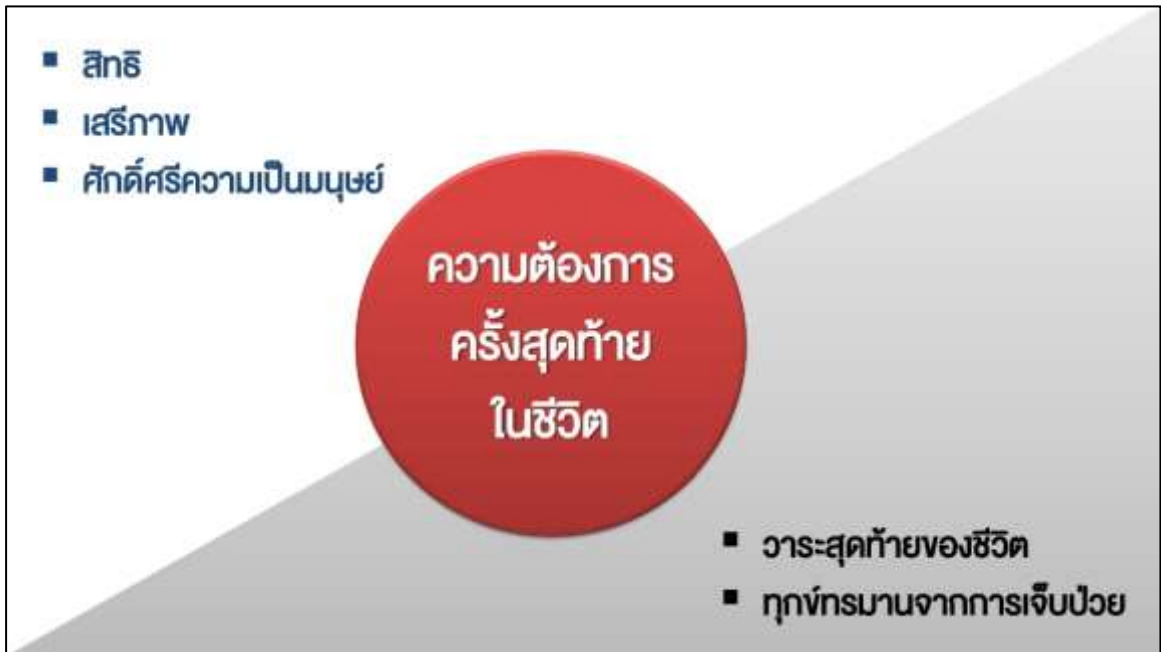 ▪ สิทธิ
▪ เสรีภาพ
▪ ศักดิ์ศรีความเป็นมนุษย์
ความต้องการ
ครั้งสุดท้าย
ในชีวิต
▪ วาระสุดท้ายของชีวิต
▪ ทุกข์ทรมานจากการเจ็บป่วย